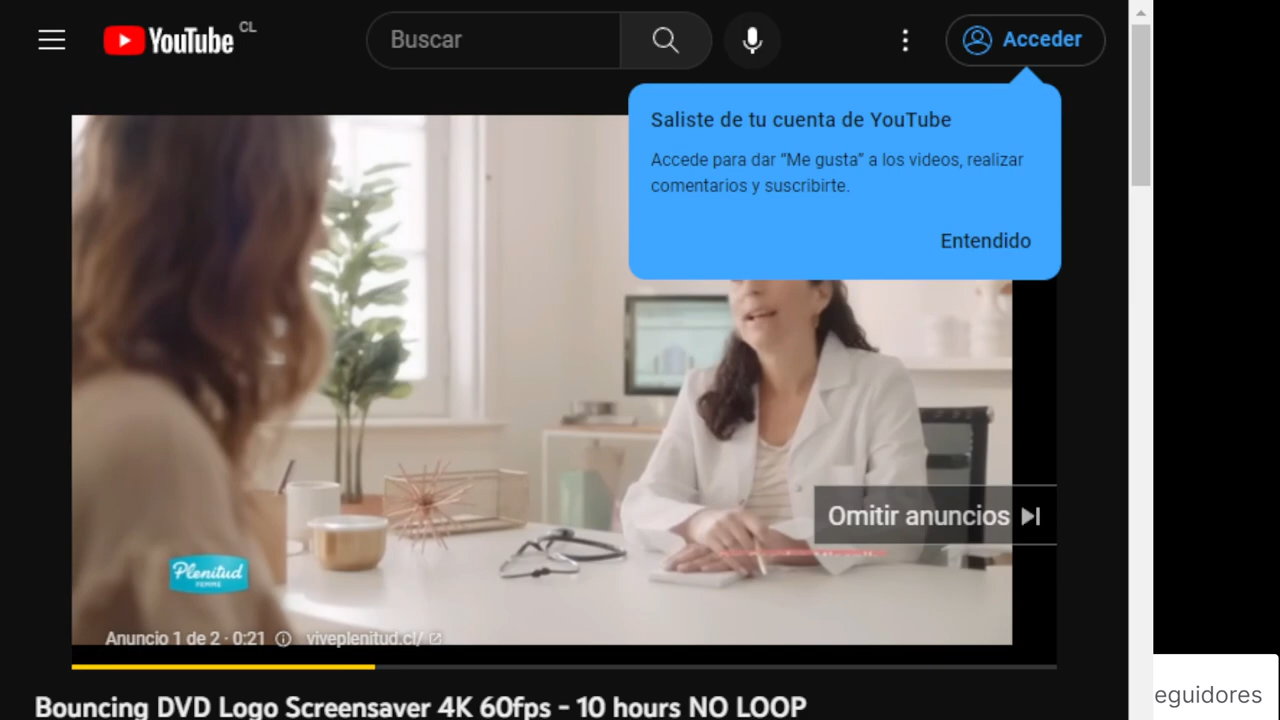 YouTube CL
Buscar
Acceder
Saliste de tu cuenta de YouTube
Accede para dar “Me gusta” a los videos, realizar
comentarios y suscribirte.
Entendido
Omitir anuncios
Plenitud
FEMME
Anuncio 1 de 2 · 0:21 viveplenitud.cl/
Bouncing DVD Logo Screensaver 4K 60fps - 10 hours NO LOOP
eguidores